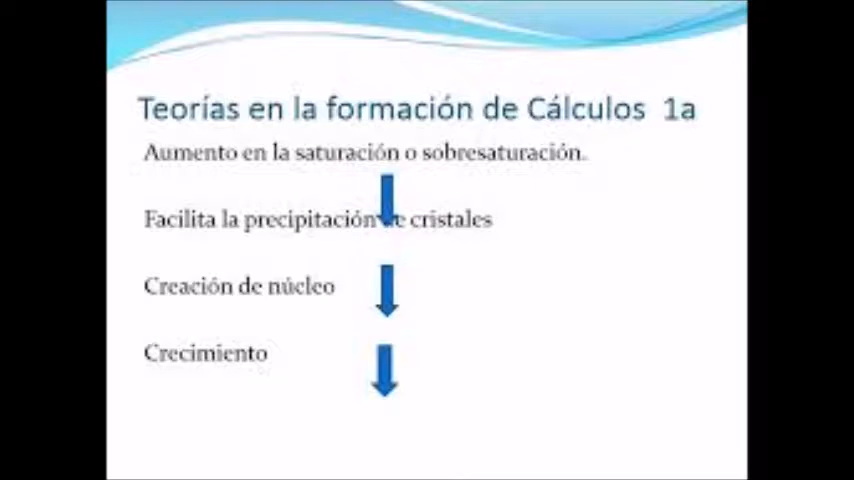 Teorías en la formación de Cálculos 1a
Aumento en la saturación o sobresaturación.
Facilita la precipitación de cristales
Creación de núcleo
Crecimiento